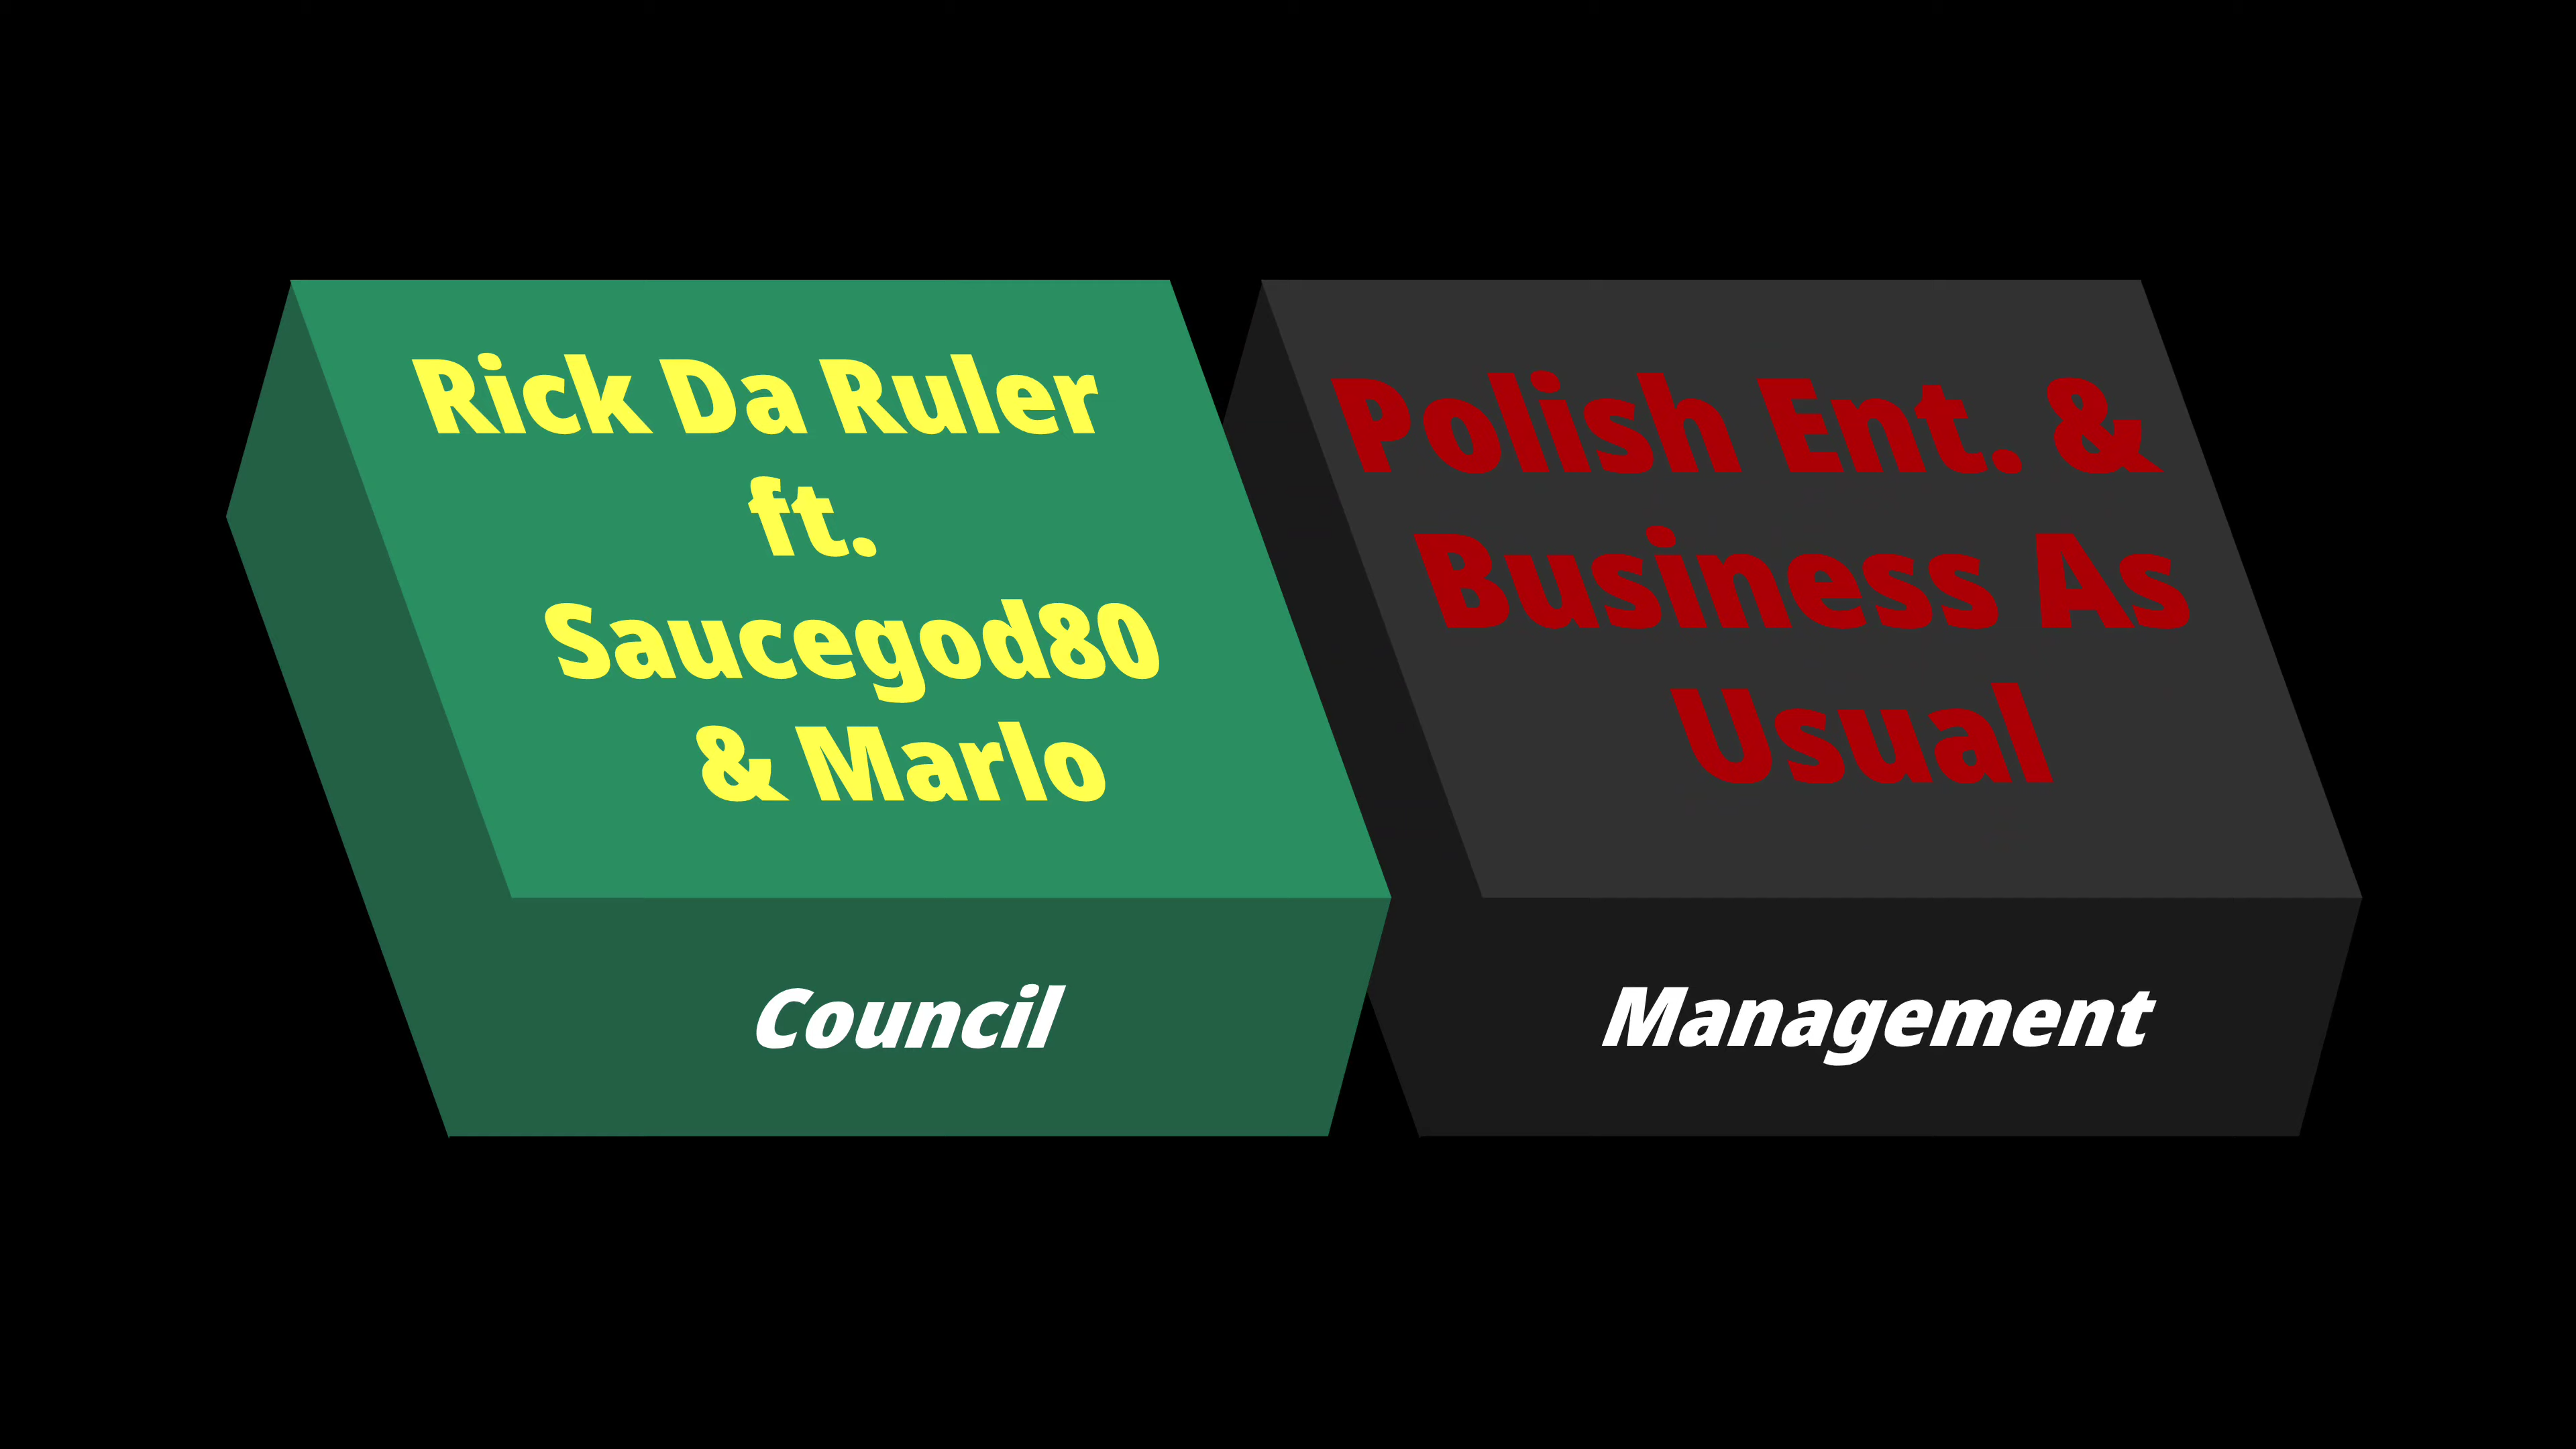 Rick Da Ruler
ft.
Saucegod80
& Marlo
Council
Polish Ent. &
Business As
Usual
Management